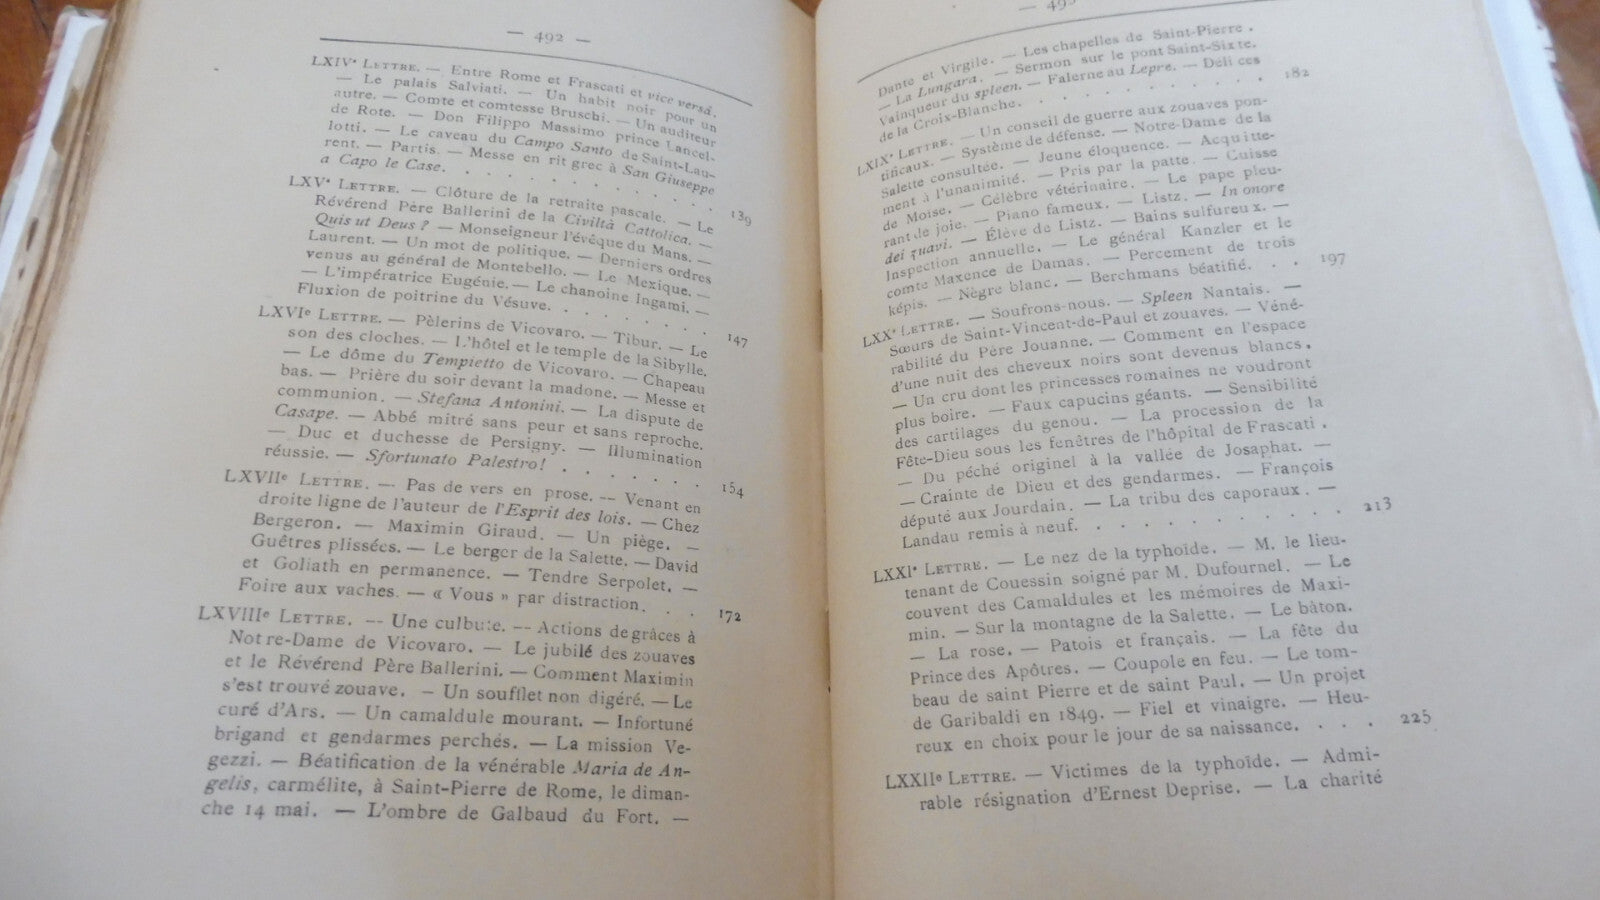 — 492 —
LXIVe LETTRE. — Entre Rome et Frascati et vice versâ.
— Le palais Salviati. — Un habit noir pour un
autre. — Comte et comtesse Bruschi. — Un auditeur
de Rote. — Don Filippo Massimo prince Lancel-
lotti. — Le caveau du Campo Santo de Saint-Lau-
rent. — Partis. — Messe en rit grec à San Giuseppe
a Capo le Case. . . . . . . . . . . 139
LXVe LETTRE. — Clôture de la retraite pascale. — Le
Révérend Père Ballerini de la Civiltà Cattolica. —
Quis ut Deus ? — Monseigneur l'évêque du Mans. —
Laurent. — Un mot de politique. — Derniers ordres
venus au général de Montebello. — Le Mexique. —
— L'impératrice Eugénie. — Le chanoine Ingami. —
Fluxion de poitrine du Vésuve. . . . . . . . 147
LXVIe LETTRE. — Pèlerins de Vicovaro. — Tibur. — Le
son des cloches. — L'hôtel et le temple de la Sibylle.
— Le dôme du Tempietto de Vicovaro. — Chapeau
bas. — Prière du soir devant la madone. — Messe et
communion. — Stefana Antonini. — La dispute de
Casape. — Abbé mitré sans peur et sans reproche.
— Duc et duchesse de Persigny. — Illumination
réussie. — Sfortunato Palestro! . . . . . . 154
LXVIIe LETTRE. — Pas de vers en prose. — Venant en
droite ligne de l'auteur de l'Esprit des lois. — Chez
Bergeron. — Maximin Giraud. — Un piège. —
Guêtres plissées. — Le berger de la Salette. — David
et Goliath en permanence. — Tendre Serpolet. —
Foire aux vaches. — « Vous » par distraction. . . 172
LXVIIIe LETTRE. — Une culbute. — Actions de grâces à
Notre-Dame de Vicovaro. — Le jubilé des zouaves
et le Révérend Père Ballerini. — Comment Maximin
s'est trouvé zouave. — Un soufflet non digéré. — Le
curé d'Ars. — Un camaldule mourant. — Infortuné
brigand et gendarmes perchés. — La mission Ve-
gezzi. — Béatification de la vénérable Maria de An-
gelis, carmélite, à Saint-Pierre de Rome, le diman-
che 14 mai. — L'ombre de Galbaud du Fort. —
— 493
Dante et Virgile. — Les chapelles de Saint-Pierre.
— La Lungara. — Sermon sur le pont Saint-Sixte.
Vainqueur du spleen. — Falerne au Lepre. — Déli ces
de la Croix-Blanche. . . . . . . . . . . 182
LXIXe LETTRE. — Un conseil de guerre aux zouaves pon-
tificaux. — Système de défense. — Notre-Dame de la
Salette consultée. — Jeune éloquence. — Acquitte-
ment à l'unanimité. — Pris par la patte. — Cuisse
de Moise. — Célèbre vétérinaire. — Le pape pleu-
rant de joie. — Piano fameux. — Listz. — In onore
dei zuavi. — Élève de Listz. — Bains sulfureux. —
Inspection annuelle. — Le général Kanzler et le
comte Maxence de Damas. — Percement de trois
képis. — Nègre blanc. — Berchmans béatifié. . . 197
LXXe LETTRE. — Soufrons-nous. — Spleen Nantais. —
Sœurs de Saint-Vincent-de-Paul et zouaves. — Véné-
rabilité du Père Jouanne. — Comment en l'espace
d'une nuit des cheveux noirs sont devenus blancs.
— Un cru dont les princesses romaines ne voudront
plus boire. — Faux capucins géants. — Sensibilité
des cartilages du genou. — La procession de la
Fête-Dieu sous les fenêtres de l'hôpital de Frascati.
— Du péché originel à la vallée de Josaphat. —
— Crainte de Dieu et des gendarmes. — François
député aux Jourdain. — La tribu des caporaux. —
Landau remis à neuf. . . . . . . . . . . 213
LXXIe LETTRE. — Le nez de la typhoïde. — M. le lieu-
tenant de Couessin soigné par M. Dufournel. — Le
couvent des Camaldules et les mémoires de Maxi-
min. — Sur la montagne de la Salette. — Le bâton.
— La rose. — Patois et français. — La fête du
Prince des Apôtres. — Coupole en feu. — Le tom-
beau de saint Pierre et de saint Paul. — Un projet
de Garibaldi en 1849. — Fiel et vinaigre. — Heu-
reux en choix pour le jour de sa naissance. . . . 225
LXXIIe LETTRE. — Victimes de la typhoïde. — Admi-
rable résignation d'Ernest Deprise. — La charité